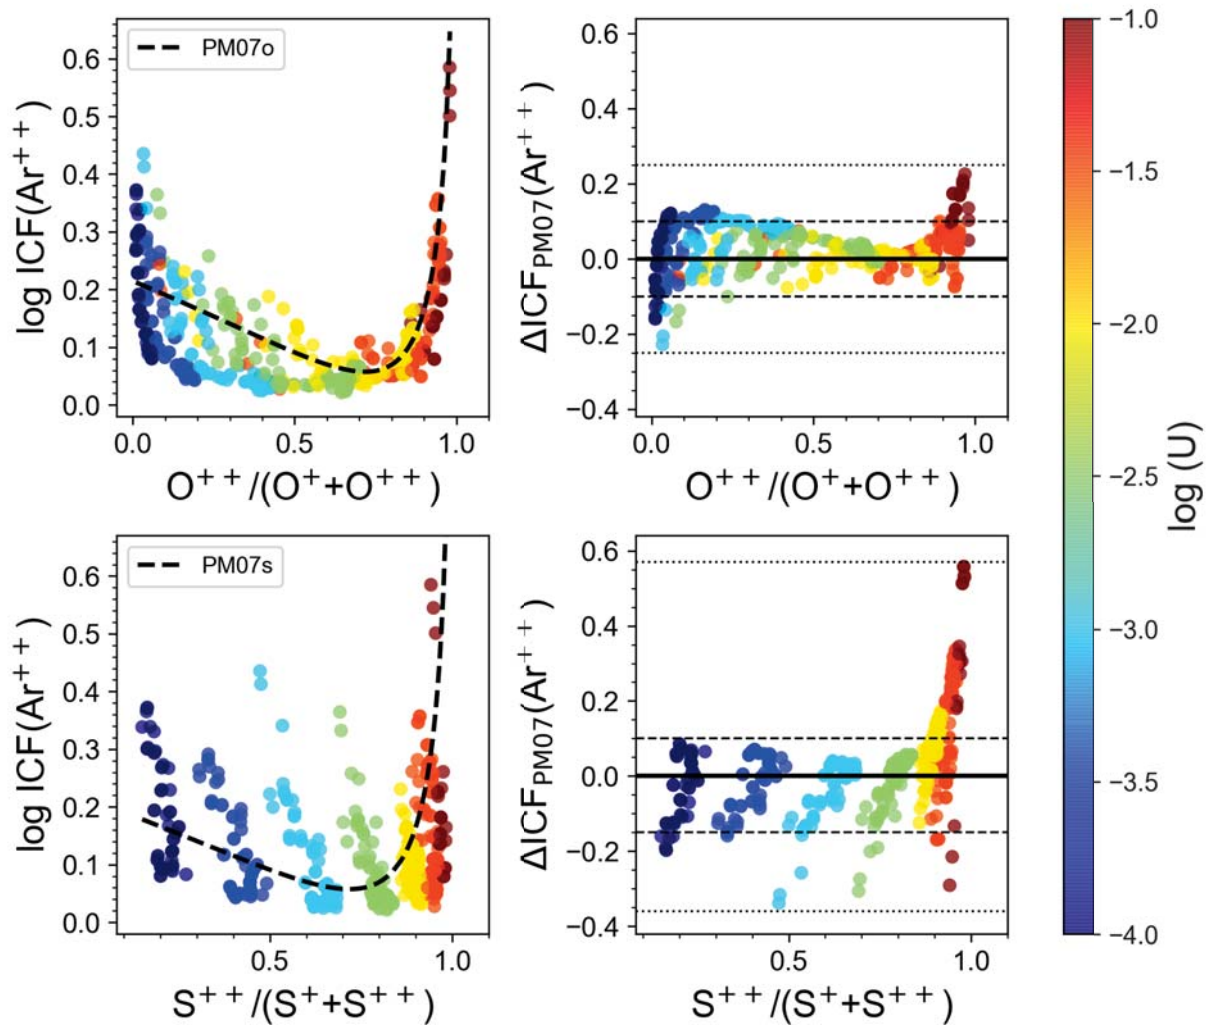 PM07o
log ICF(Ar⁺⁺)
0.6
0.5
0.4
0.3
0.2
0.1
0.0
0.0 0.5 1.0
O⁺⁺/(O⁺+O⁺⁺)
ΔICF_PM07(Ar⁺⁺)
0.6
0.4
0.2
0.0
−0.2
−0.4
0.0 0.5 1.0
O⁺⁺/(O⁺+O⁺⁺)
PM07s
log ICF(Ar⁺⁺)
0.6
0.5
0.4
0.3
0.2
0.1
0.0
0.5 1.0
S⁺⁺/(S⁺+S⁺⁺)
ΔICF_PM07(Ar⁺⁺)
0.6
0.4
0.2
0.0
−0.2
−0.4
0.5 1.0
S⁺⁺/(S⁺+S⁺⁺)
−1.0
−1.5
−2.0
−2.5
−3.0
−3.5
−4.0
log (U)